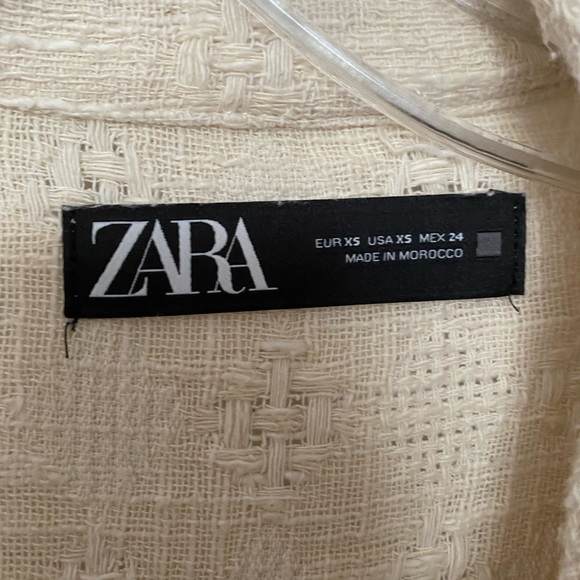 ZARA
EUR XS USA XS MEX 24
MADE IN MOROCCO